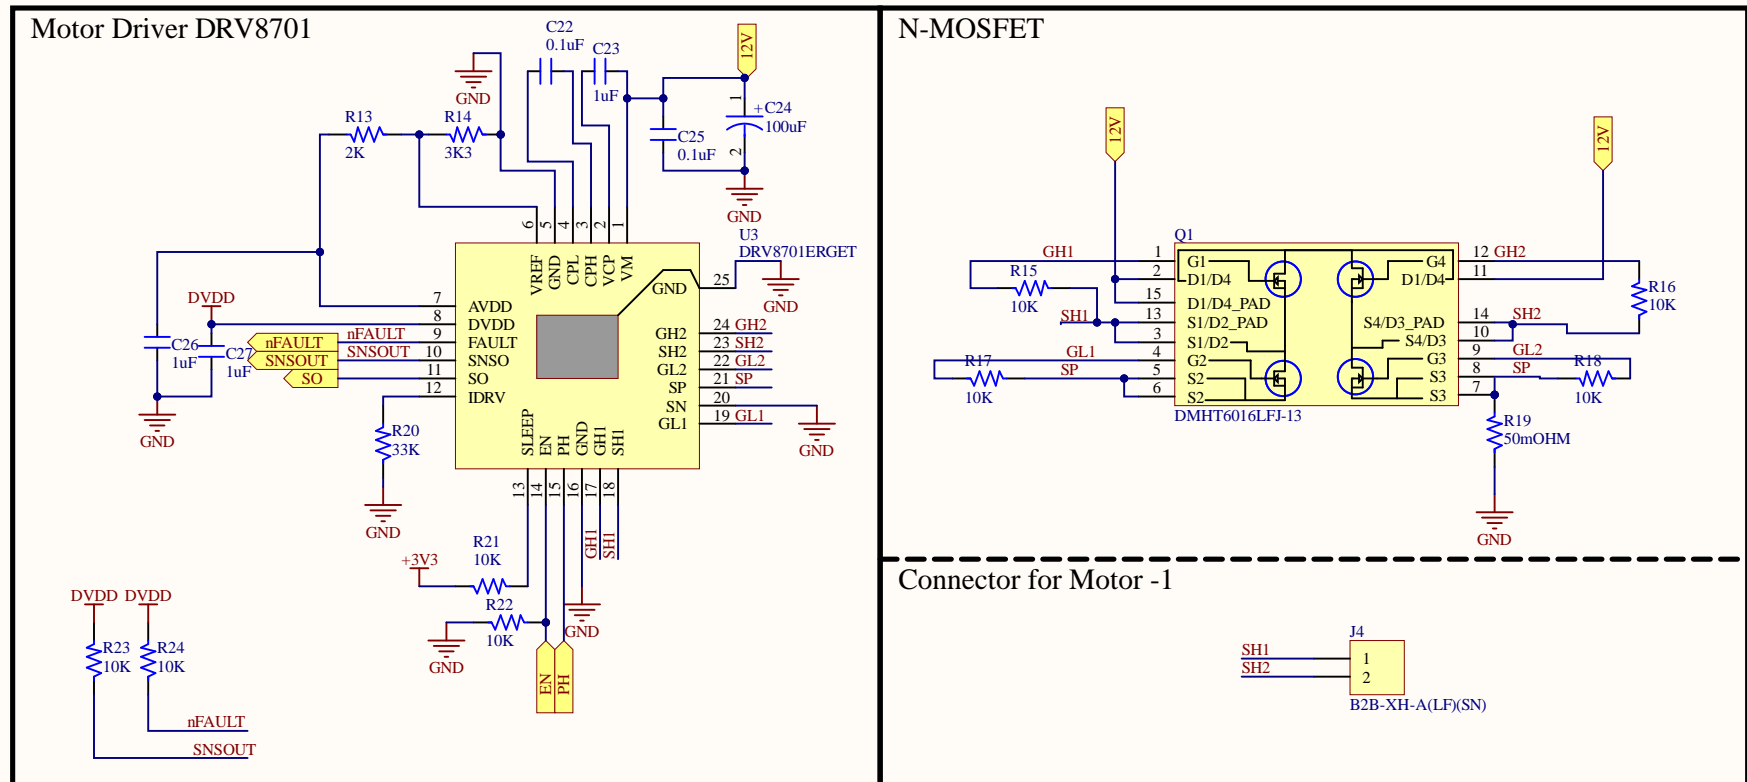 Motor Driver DRV8701
C22
0.1uF
C23
1uF
12V
GND
R13
2K
R14
3K3
1
+
C24
100uF
2
C25
0.1uF
GND
U3
DRV8701ERGET
6
5
4
3
2
1
VREF
GND
CPL
CPH
VCP
VM
GND
25
GND
DVDD
7
AVDD
8
DVDD
nFAULT
nFAULT
9
FAULT
SNSOUT
SNSOUT
10
SNSO
SO
11
SO
12
IDRV
GH2
24
GH2
SH2
23
SH2
GL2
22
GL2
SP
21
SP
SN
20
GL1
19
GL1
GND
C26
1uF
C27
1uF
GND
R20
33K
GND
SLEEP
EN
PH
GND
GH1
SH1
13
14
15
16
17
18
GH1
SH1
R21
10K
+3V3
R22
10K
GND
GND
EN
PH
DVDD
DVDD
R23
10K
R24
10K
nFAULT
SNSOUT
N-MOSFET
12V
12V
Q1
GH1
1
G1
2
D1/D4
15
D1/D4_PAD
SH1
13
S1/D2_PAD
3
S1/D2
GL1
4
G2
SP
5
S2
6
S2
G4
12
GH2
D1/D4
11
S4/D3_PAD
14
SH2
S4/D3
10
G3
9
GL2
S3
8
SP
S3
7
R15
10K
R16
10K
R17
10K
R18
10K
DMHT6016LFJ-13
R19
50mOHM
GND
Connector for Motor -1
J4
SH1
1
SH2
2
B2B-XH-A(LF)(SN)